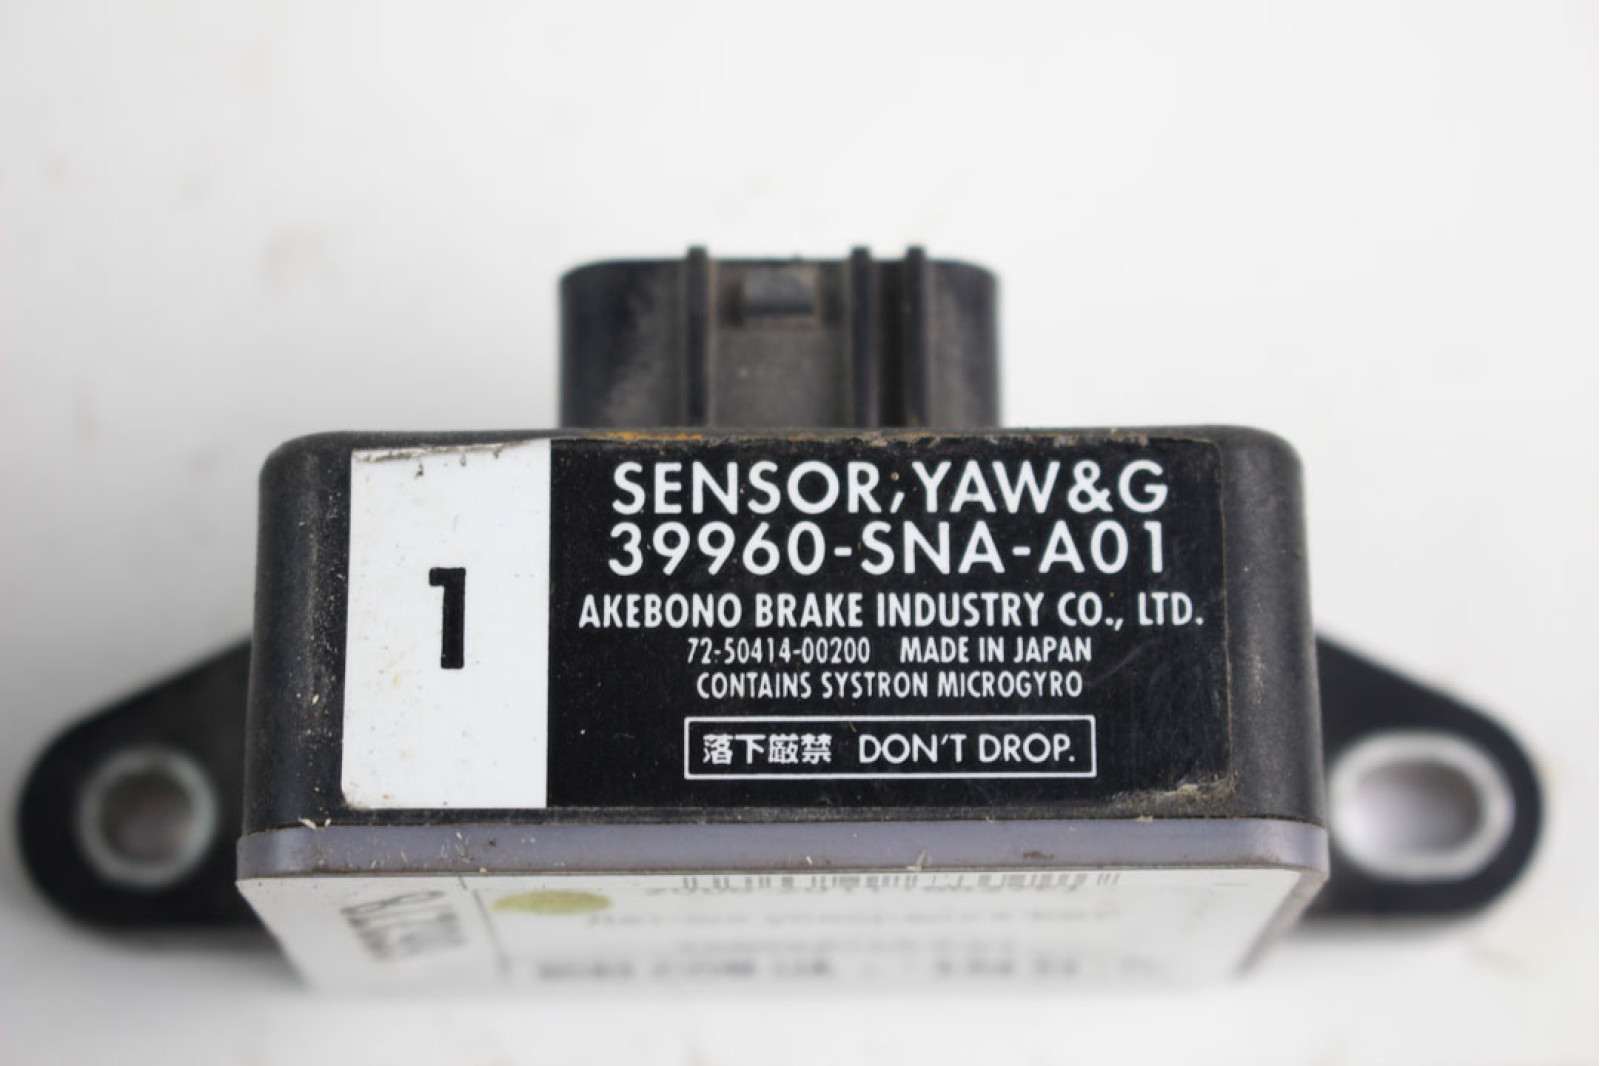 1
SENSOR,YAW&G
39960-SNA-A01
AKEBONO BRAKE INDUSTRY CO., LTD.
72-50414-00200 MADE IN JAPAN
CONTAINS SYSTRON MICROGYRO
落下厳禁 DON'T DROP.